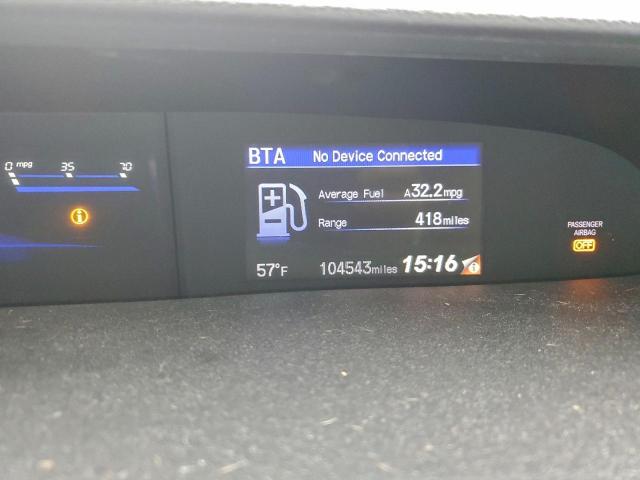 0 mpg 35 70
BTA No Device Connected
Average Fuel A32.2mpg
Range 418miles
57°F 104543miles 15:16
PASSENGER
AIRBAG
OFF